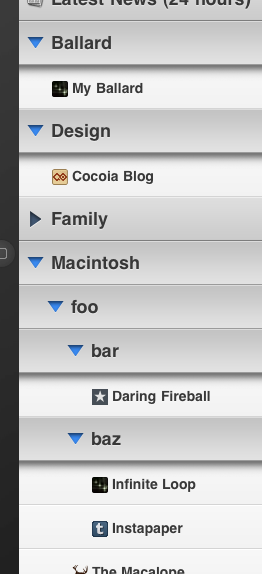 Latest News (24 hours)
Ballard
My Ballard
Design
Cocoia Blog
Family
Macintosh
foo
bar
Daring Fireball
baz
Infinite Loop
Instapaper
The Macalope